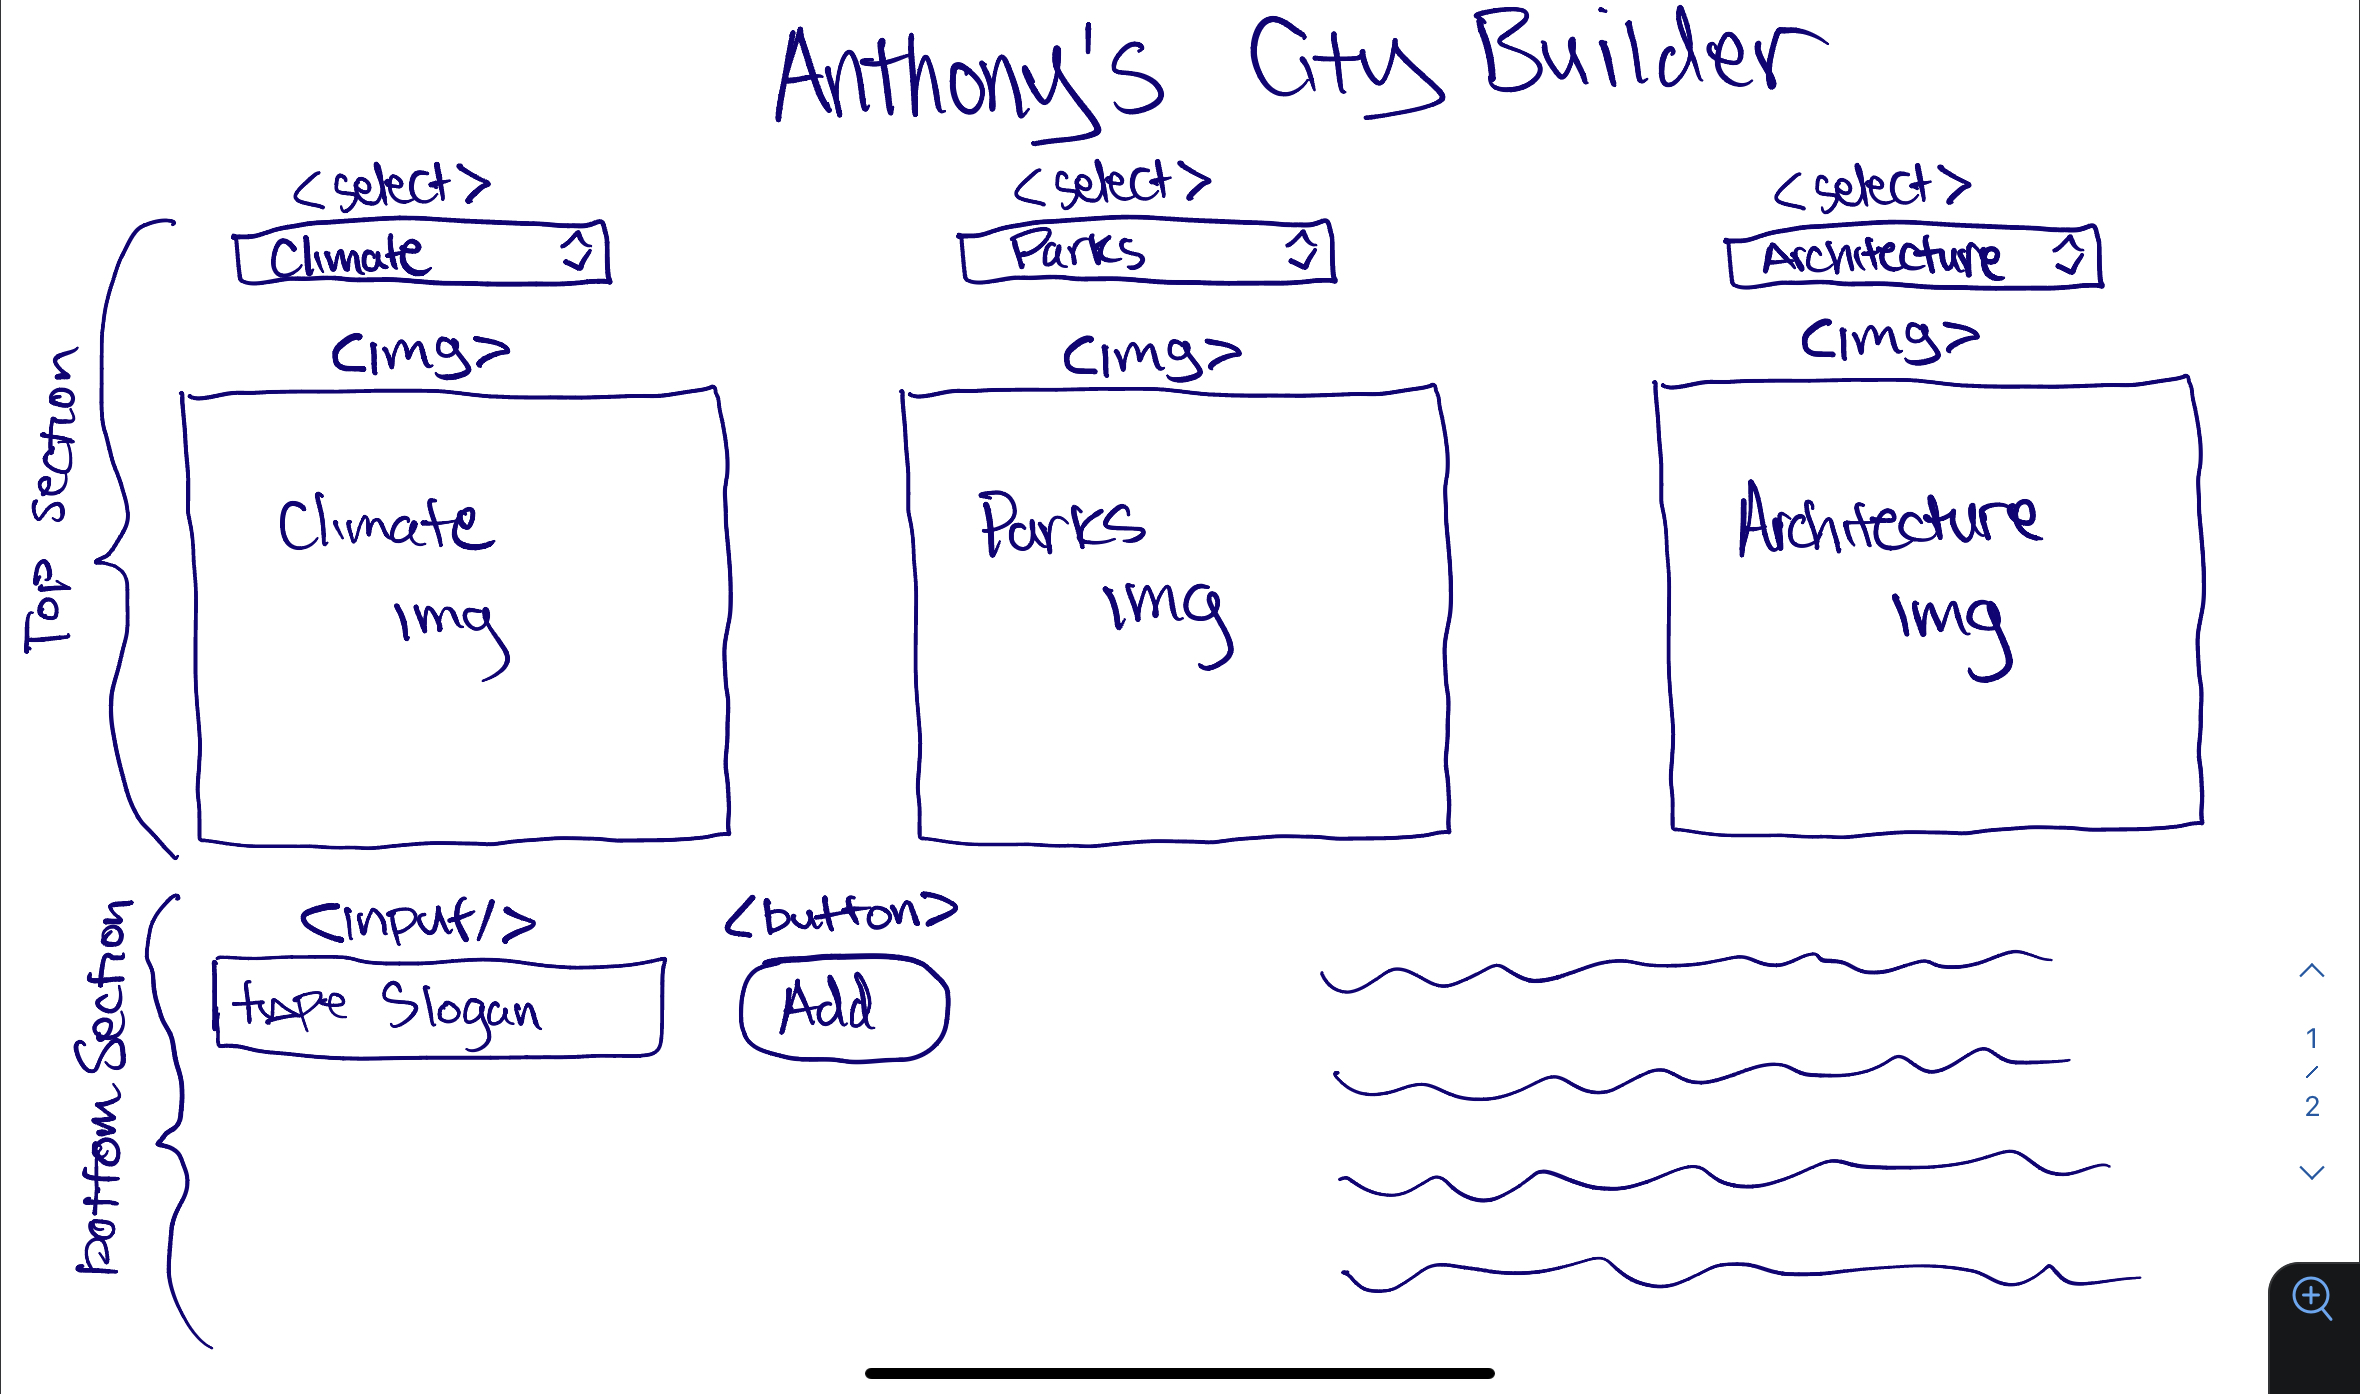 Anthony's City Builder
<select> <select> <select>
Climate Parks Architecture
<img> <img> <img>
Top section
Climate
img
Parks
img
Architecture
img
<input/> <button>
type Slogan Add
bottom Section
1
/
2